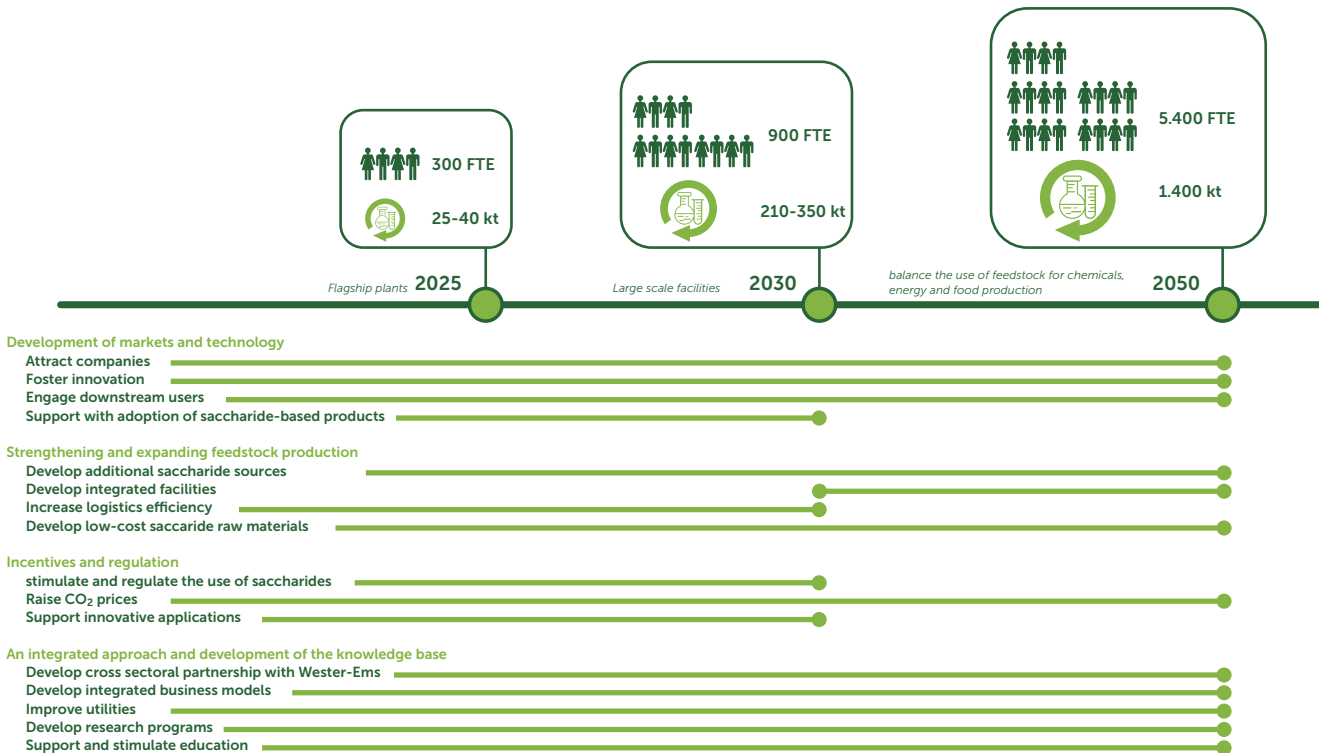 300 FTE
25-40 kt
900 FTE
210-350 kt
5.400 FTE
1.400 kt
Flagship plants 2025
Large scale facilities 2030
balance the use of feedstock for chemicals,
energy and food production
2050
Development of markets and technology
Attract companies
Foster innovation
Engage downstream users
Support with adoption of saccharide-based products
Strengthening and expanding feedstock production
Develop additional saccharide sources
Develop integrated facilities
Increase logistics efficiency
Develop low-cost saccaride raw materials
Incentives and regulation
stimulate and regulate the use of saccharides
Raise CO₂ prices
Support innovative applications
An integrated approach and development of the knowledge base
Develop cross sectoral partnership with Wester-Ems
Develop integrated business models
Improve utilities
Develop research programs
Support and stimulate education